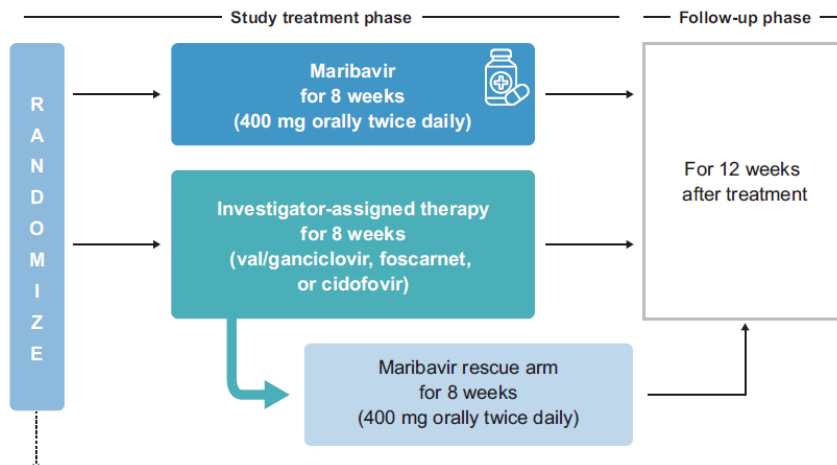 Study treatment phase
Follow-up phase
R
A
N
D
O
M
I
Z
E
Maribavir
for 8 weeks
(400 mg orally twice daily)
Investigator-assigned therapy
for 8 weeks
(val/ganciclovir, foscarnet,
or cidofovir)
Maribavir rescue arm
for 8 weeks
(400 mg orally twice daily)
For 12 weeks
after treatment